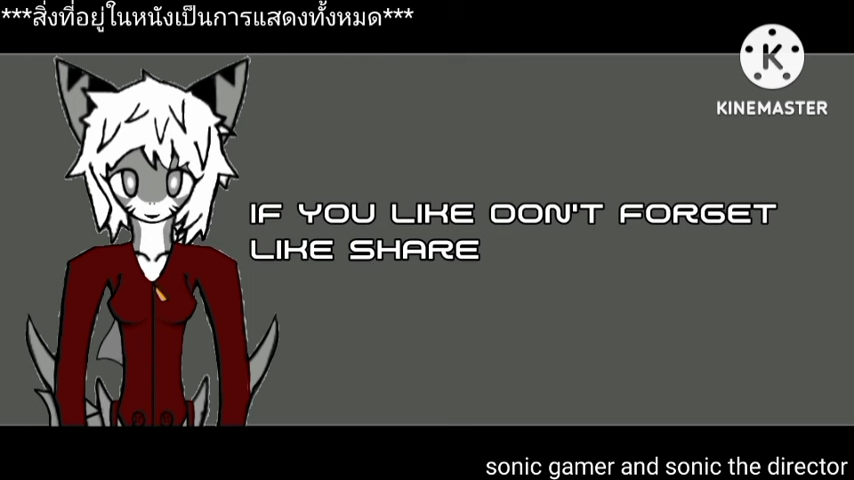 ***สิ่งที่อยู่ในหนังเป็นการแสดงทั้งหมด***
KINEMASTER
IF YOU LIKE DON'T FORGET
LIKE SHARE
sonic gamer and sonic the director